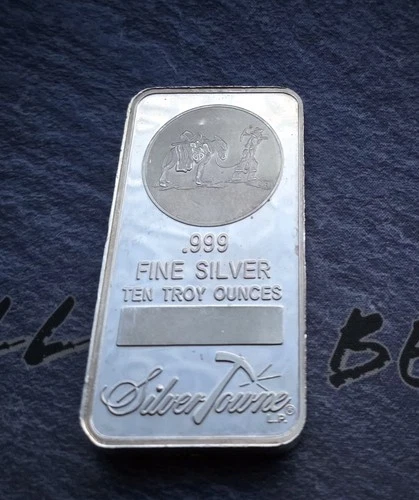 .999
FINE SILVER
TEN TROY OUNCES
SilverTowne®
L.P.